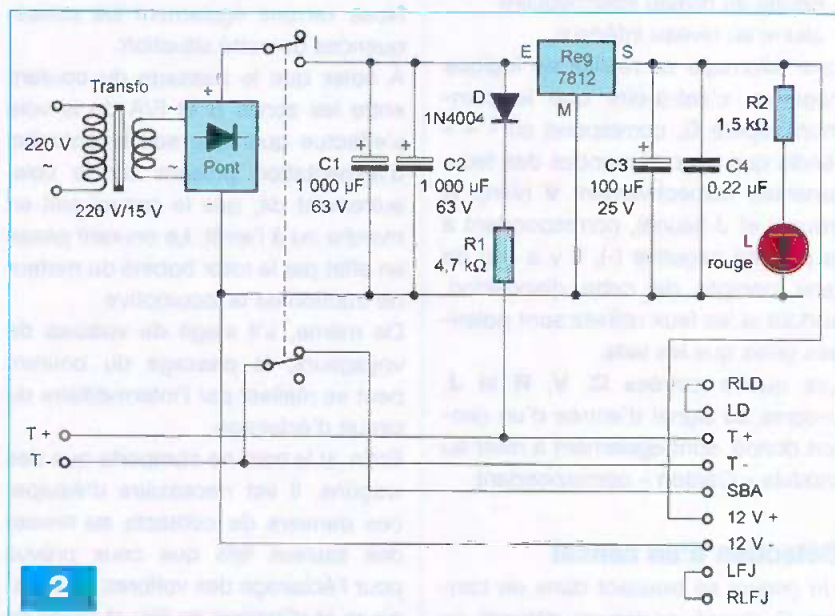 I
Transfo
220 V
~
~
220 V/15 V
+
Pont
E
Reg
7812
S
M
D
1N4004
+
C1
1 000 µF
63 V
+
C2
1 000 µF
63 V
R1
4,7 kΩ
+
C3
100 µF
25 V
C4
0,22 µF
R2
1,5 kΩ
L
rouge
T +
T -
RLD
LD
T +
T -
SBA
12 V +
12 V -
LFJ
RLFJ
2